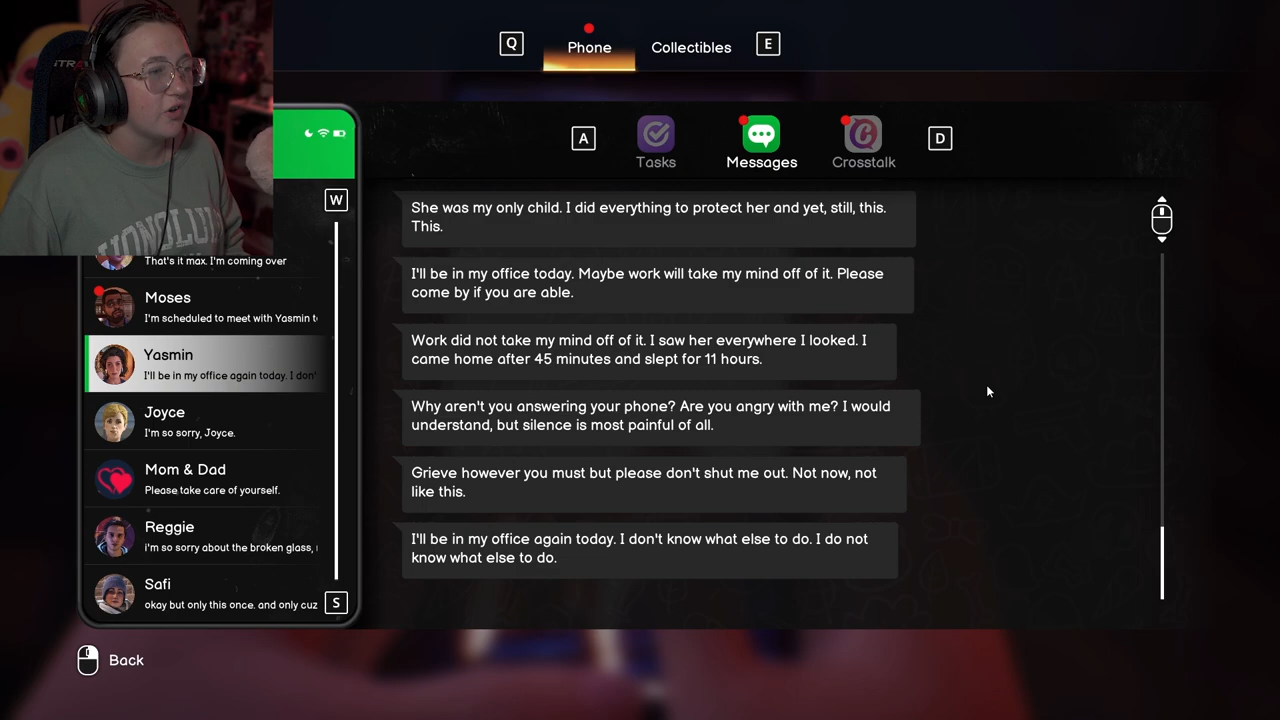 Q
Phone
Collectibles
E
A
Tasks
Messages
Crosstalk
D
W
That's it max. I'm coming over
Moses
I'm scheduled to meet with Yasmin t
Yasmin
I'll be in my office again today. I don'
Joyce
I'm so sorry, Joyce.
Mom & Dad
Please take care of yourself.
Reggie
i'm so sorry about the broken glass,
Safi
okay but only this once. and only cuz
S
She was my only child. I did everything to protect her and yet, still, this.
This.
I'll be in my office today. Maybe work will take my mind off of it. Please
come by if you are able.
Work did not take my mind off of it. I saw her everywhere I looked. I
came home after 45 minutes and slept for 11 hours.
Why aren't you answering your phone? Are you angry with me? I would
understand, but silence is most painful of all.
Grieve however you must but please don't shut me out. Not now, not
like this.
I'll be in my office again today. I don't know what else to do. I do not
know what else to do.
Back
HONOLULU